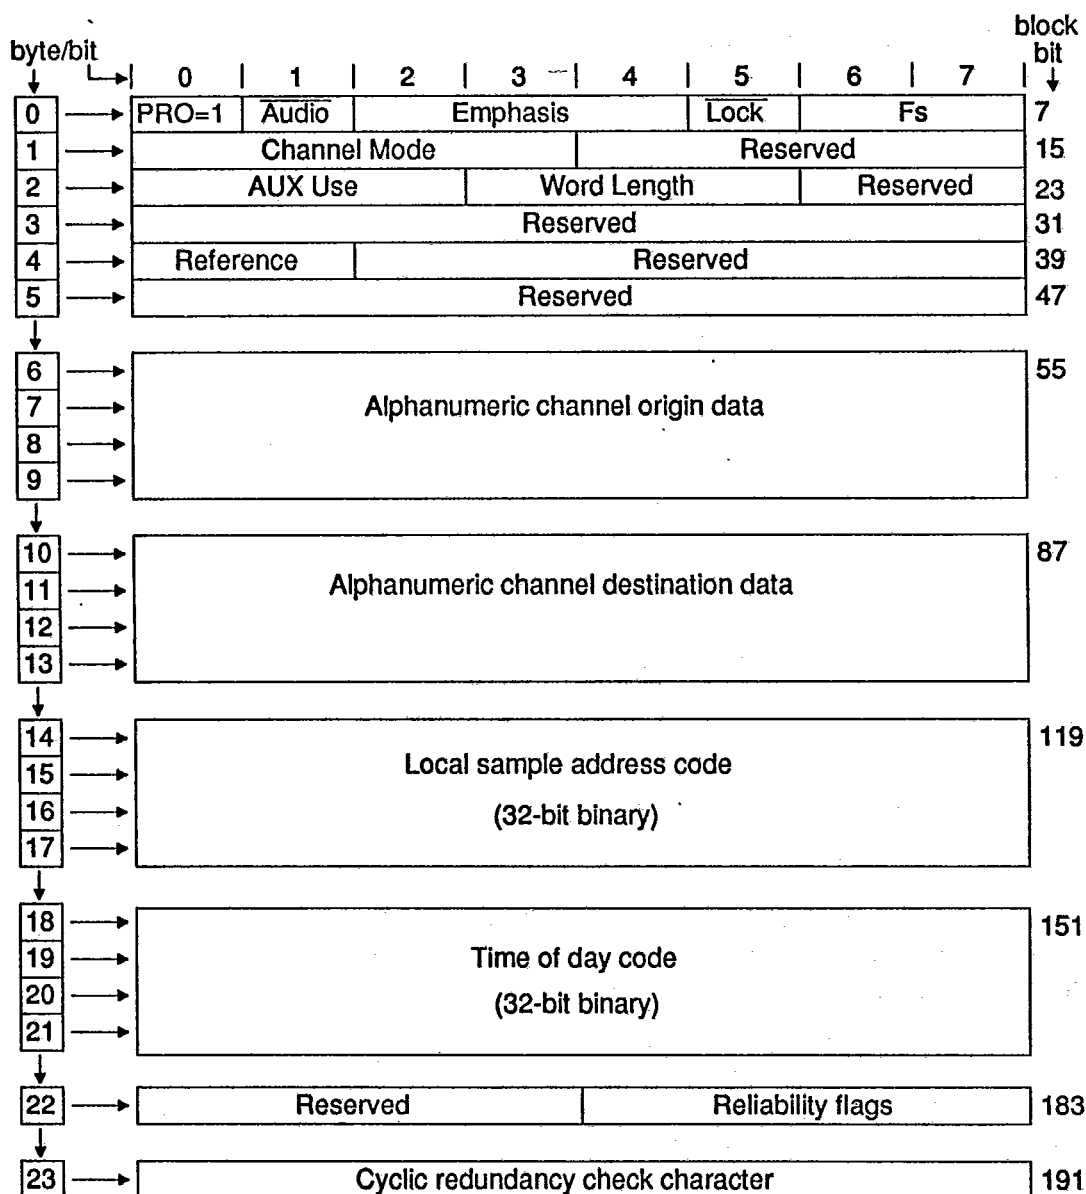 block
byte/bit bit
0 1 2 3 4 5 6 7
0 PRO=1 Audio Emphasis Lock Fs 7
1 Channel Mode Reserved 15
2 AUX Use Word Length Reserved 23
3 Reserved 31
4 Reference Reserved 39
5 Reserved 47
6 55
7 Alphanumeric channel origin data
8
9
10 87
11 Alphanumeric channel destination data
12
13
14 119
15 Local sample address code
16 (32-bit binary)
17
18 151
19 Time of day code
20 (32-bit binary)
21
22 Reserved Reliability flags 183
23 Cyclic redundancy check character 191